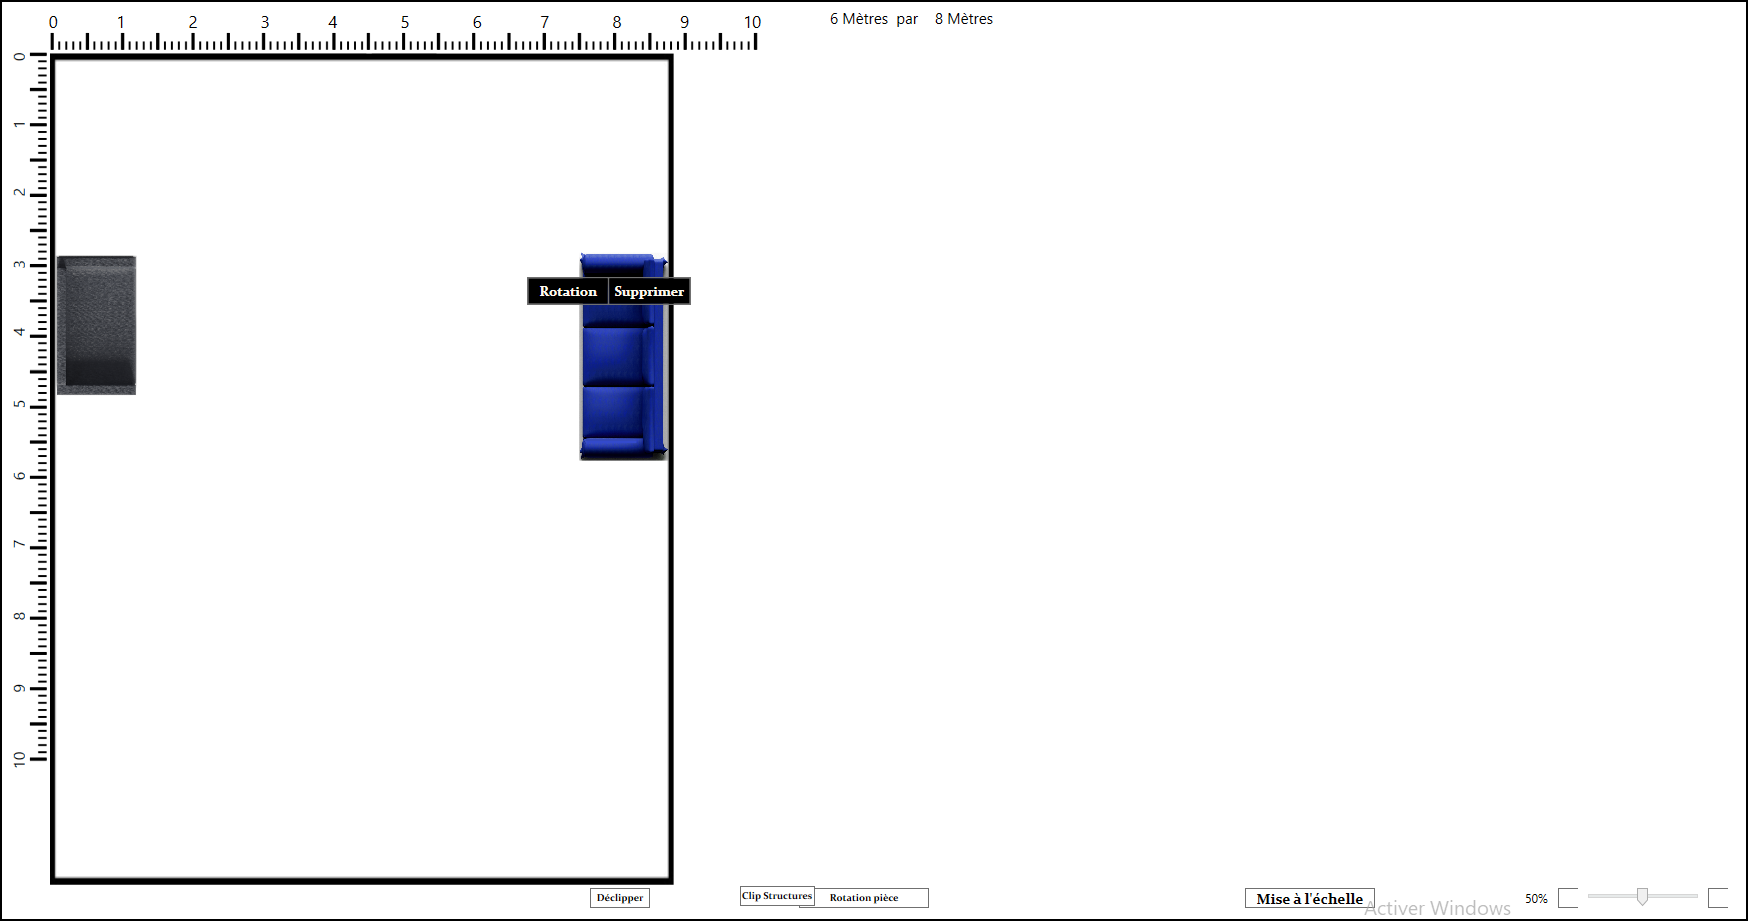 0 1 2 3 4 5 6 7 8 9 10
6 Mètres par 8 Mètres
0
1
2
3
4
5
6
7
8
9
10
Rotation Supprimer
Déclipper
Clip Structures
Rotation pièce
Mise à l'échelle
50%
Activer Windows